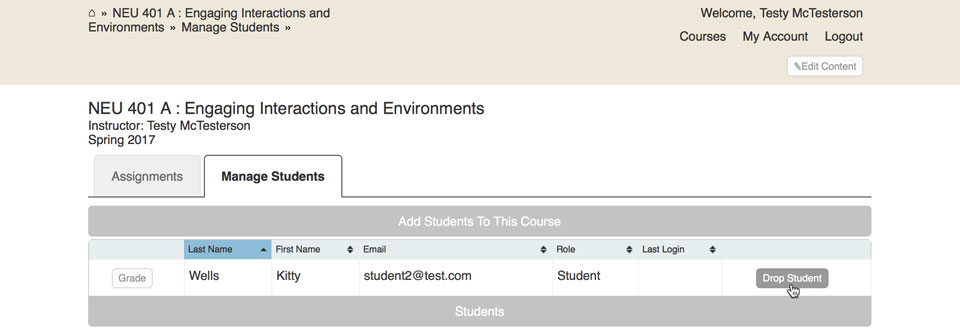 ⌂ » NEU 401 A : Engaging Interactions and
Environments » Manage Students »
Welcome, Testy McTesterson
Courses My Account Logout
✎Edit Content
NEU 401 A : Engaging Interactions and Environments
Instructor: Testy McTesterson
Spring 2017
Assignments Manage Students
Add Students To This Course
Last Name First Name Email Role Last Login
Grade Wells Kitty student2@test.com Student Drop Student
Students